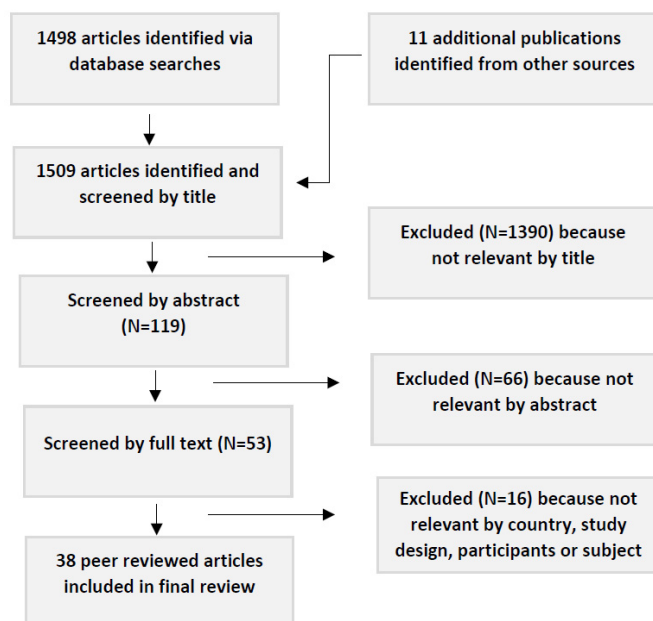 1498 articles identified via
database searches
11 additional publications
identified from other sources
1509 articles identified and
screened by title
Excluded (N=1390) because
not relevant by title
Screened by abstract
(N=119)
Excluded (N=66) because not
relevant by abstract
Screened by full text (N=53)
Excluded (N=16) because not
relevant by country, study
design, participants or subject
38 peer reviewed articles
included in final review